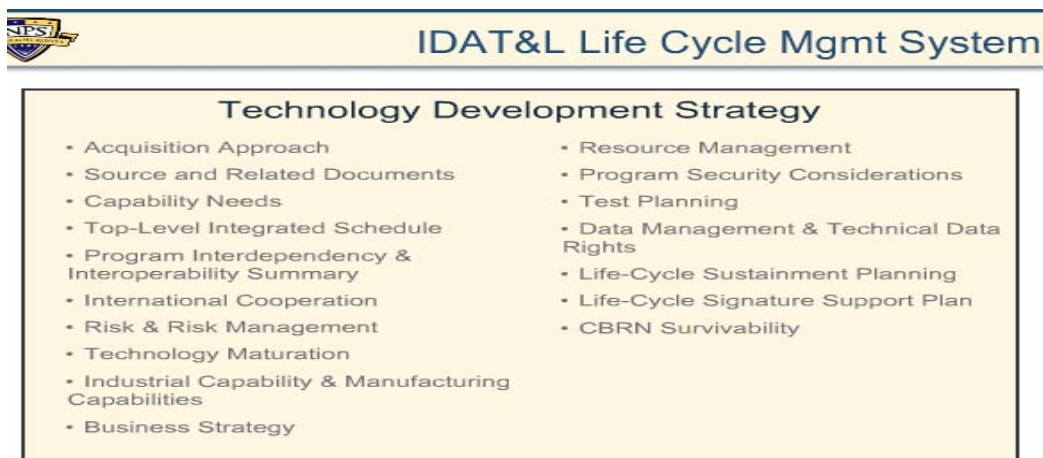 NPS
IDAT&L Life Cycle Mgmt System
Technology Development Strategy
• Acquisition Approach
• Source and Related Documents
• Capability Needs
• Top-Level Integrated Schedule
• Program Interdependency &
Interoperability Summary
• International Cooperation
• Risk & Risk Management
• Technology Maturation
• Industrial Capability & Manufacturing
Capabilities
• Business Strategy
• Resource Management
• Program Security Considerations
• Test Planning
• Data Management & Technical Data
Rights
• Life-Cycle Sustainment Planning
• Life-Cycle Signature Support Plan
• CBRN Survivability